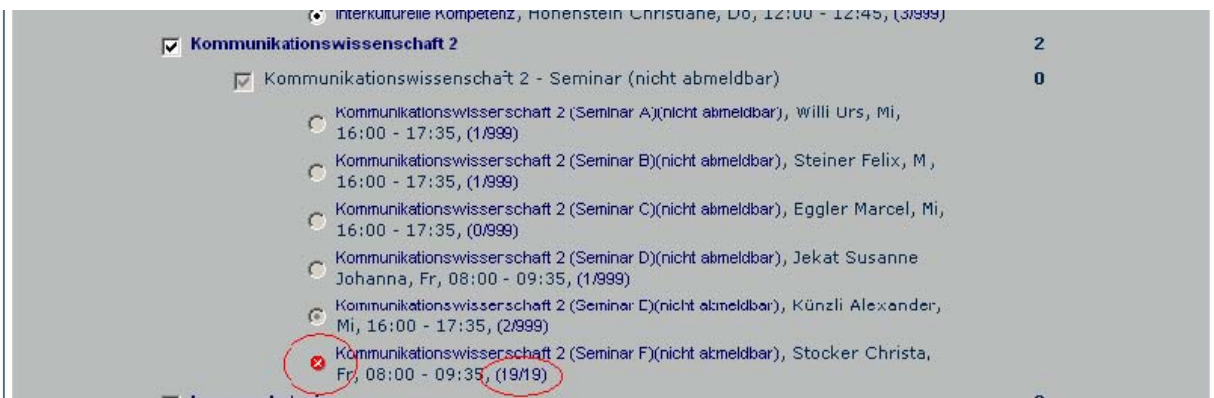 Interkulturelle Kompetenz, Hohenstein Christiane, Do, 12:00 - 12:45, (3/999)
Kommunikationswissenschaft 2 2
Kommunikationswissenschaft 2 - Seminar (nicht abmeldbar) 0
Kommunikationswissenschaft 2 (Seminar A)(nicht abmeldbar), Willi Urs, Mi,
16:00 - 17:35, (1/999)
Kommunikationswissenschaft 2 (Seminar B)(nicht abmeldbar), Steiner Felix, M,
16:00 - 17:35, (1/999)
Kommunikationswissenschaft 2 (Seminar C)(nicht abmeldbar), Eggler Marcel, Mi,
16:00 - 17:35, (0/999)
Kommunikationswissenschaft 2 (Seminar D)(nicht abmeldbar), Jekat Susanne
Johanna, Fr, 08:00 - 09:35, (1/999)
Kommunikationswissenschaft 2 (Seminar E)(nicht abmeldbar), Künzli Alexander,
Mi, 16:00 - 17:35, (2/999)
Kommunikationswissenschaft 2 (Seminar F)(nicht abmeldbar), Stocker Christa,
Fr, 08:00 - 09:35, (19/19)